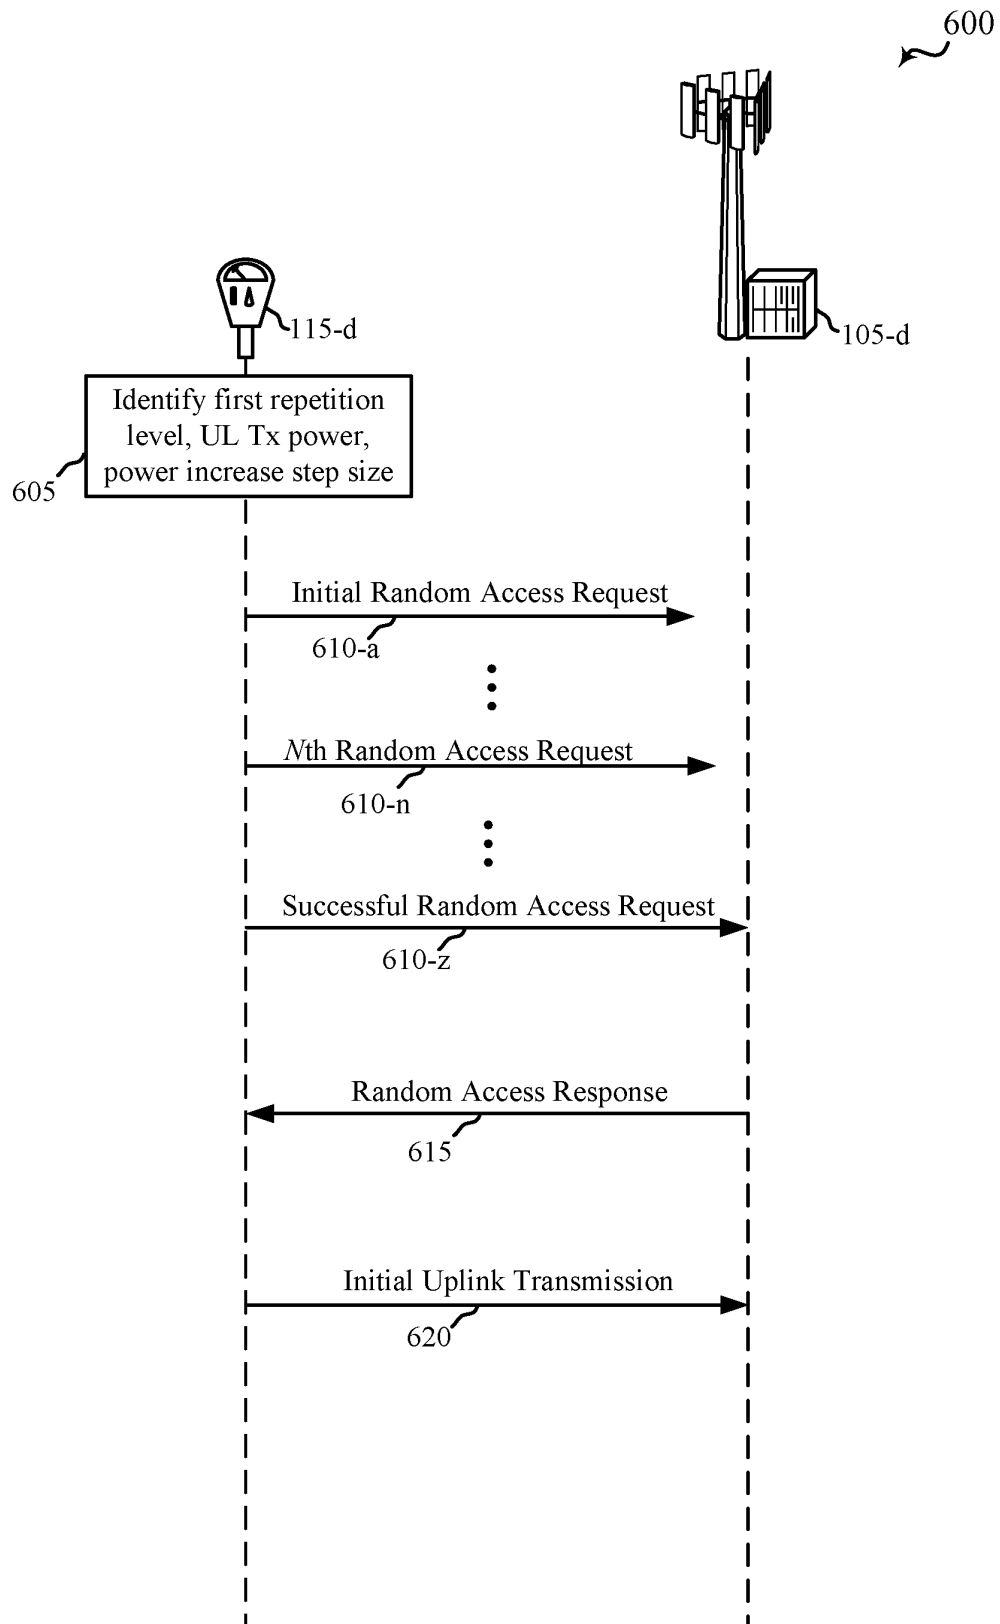 600
115-d
105-d
Identify first repetition
level, UL Tx power,
power increase step size
605
Initial Random Access Request
610-a
Nth Random Access Request
610-n
Successful Random Access Request
610-z
Random Access Response
615
Initial Uplink Transmission
620